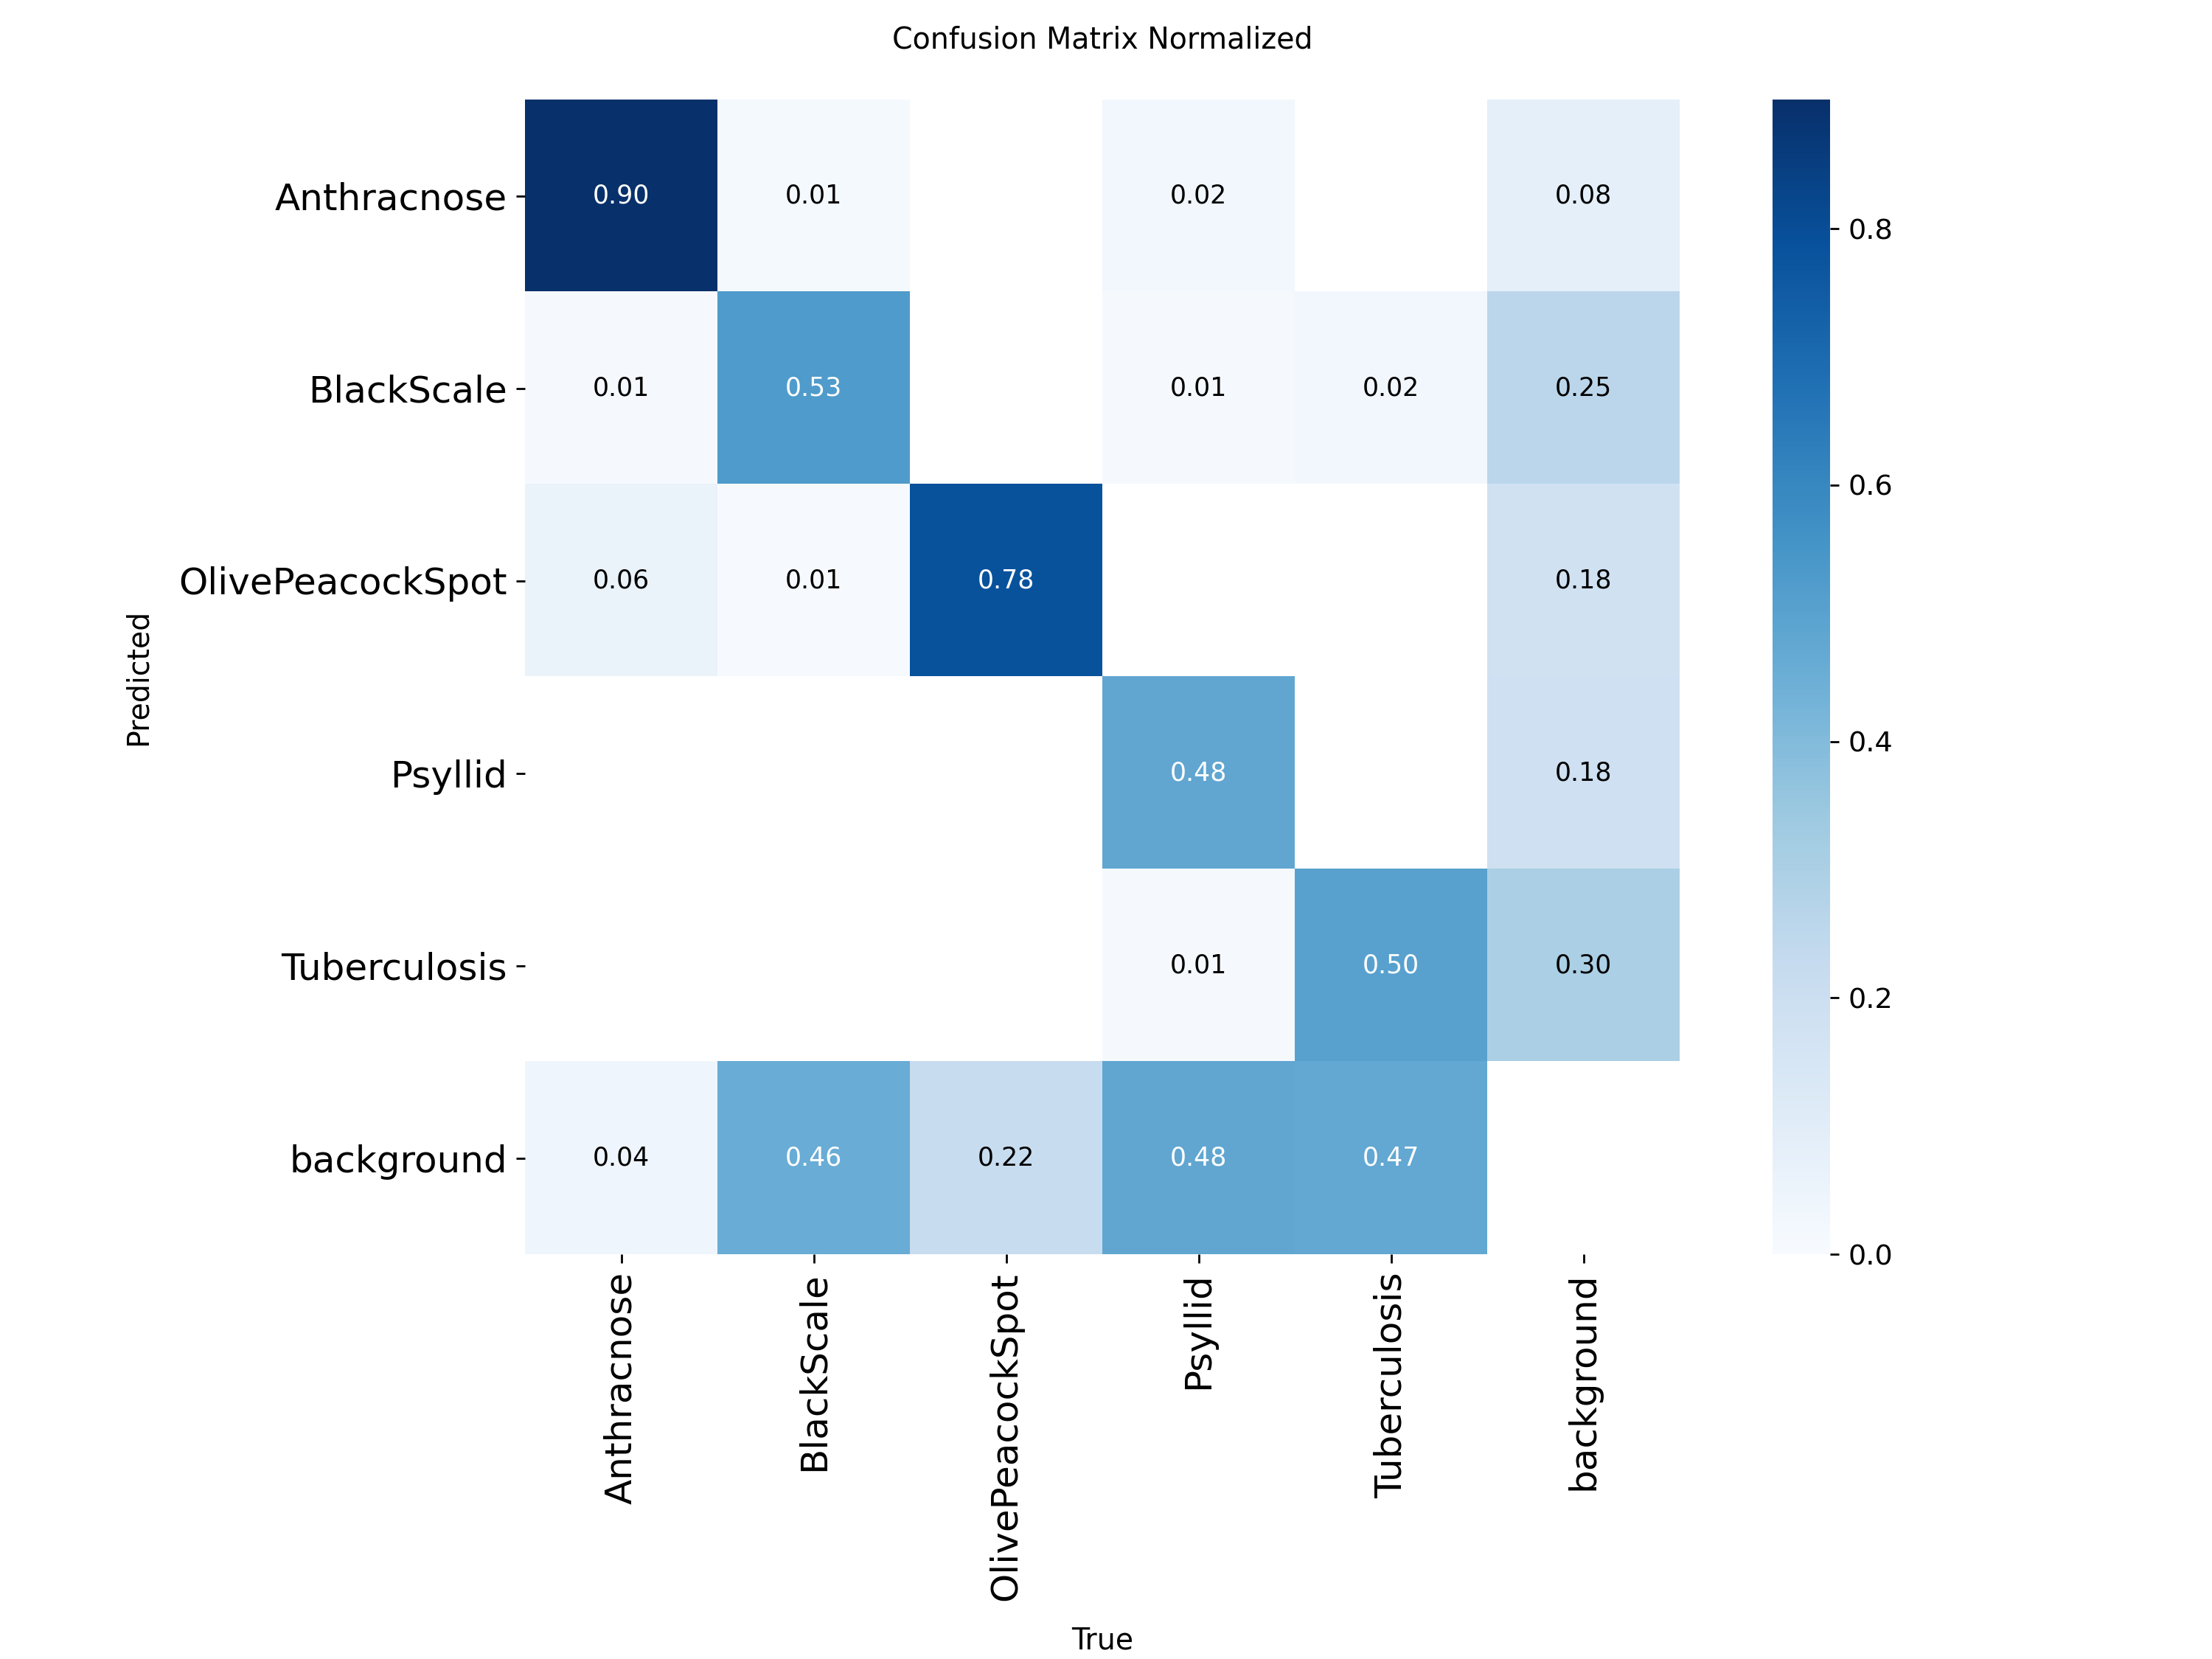 Confusion Matrix Normalized
Anthracnose 0.90 0.01 0.02 0.08
BlackScale 0.01 0.53 0.01 0.02 0.25
OlivePeacockSpot 0.06 0.01 0.78 0.18
Psyllid 0.48 0.18
Tuberculosis 0.01 0.50 0.30
background 0.04 0.46 0.22 0.48 0.47
Predicted
Anthracnose
BlackScale
OlivePeacockSpot
Psyllid
Tuberculosis
background
True
0.8
0.6
0.4
0.2
0.0